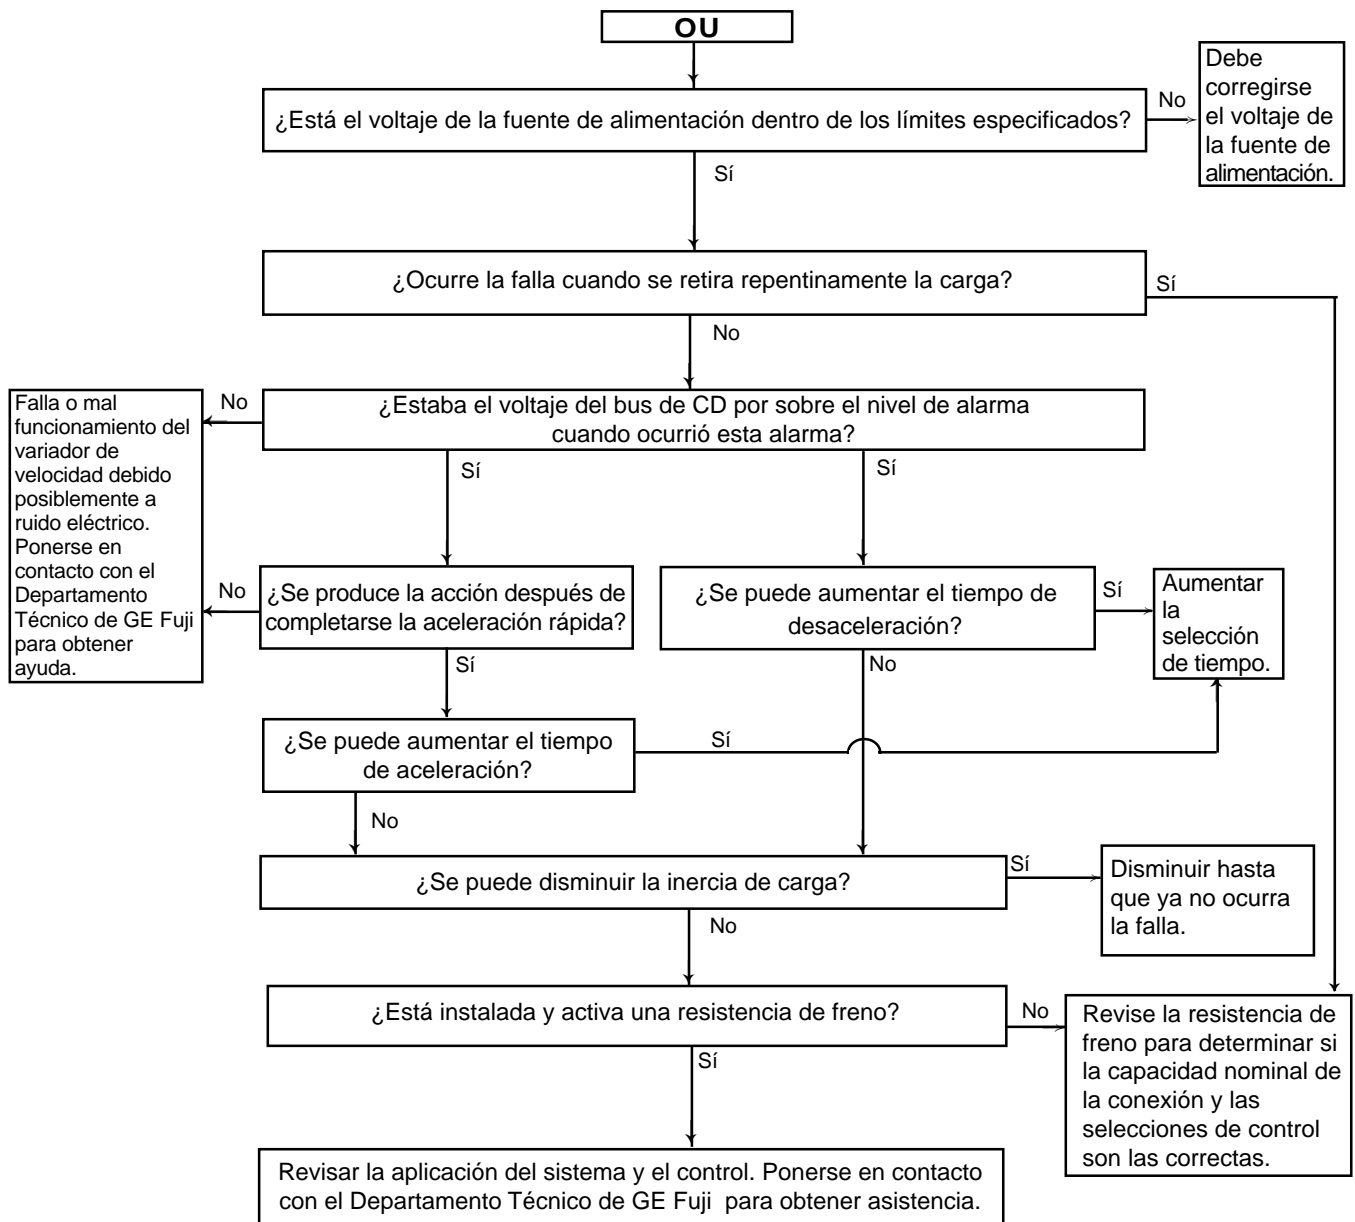 OU
¿Está el voltaje de la fuente de alimentación dentro de los límites especificados?
No
Debe
corregirse
el voltaje de
la fuente de
alimentación.
Sí
¿Ocurre la falla cuando se retira repentinamente la carga?
Sí
No
¿Estaba el voltaje del bus de CD por sobre el nivel de alarma
cuando ocurrió esta alarma?
No
Falla o mal
funcionamiento del
variador de
velocidad debido
posiblemente a
ruido eléctrico.
Ponerse en
contacto con el
Departamento
Técnico de GE Fuji
para obtener
ayuda.
Sí
Sí
No
¿Se produce la acción después de
completarse la aceleración rápida?
¿Se puede aumentar el tiempo de
desaceleración?
Sí
Aumentar
la
selección
de tiempo.
Sí
No
¿Se puede aumentar el tiempo
de aceleración?
Sí
No
¿Se puede disminuir la inercia de carga?
Sí
Disminuir hasta
que ya no ocurra
la falla.
No
¿Está instalada y activa una resistencia de freno?
No
Revise la resistencia de
freno para determinar si
la capacidad nominal de
la conexión y las
selecciones de control
son las correctas.
Sí
Revisar la aplicación del sistema y el control. Ponerse en contacto
con el Departamento Técnico de GE Fuji para obtener asistencia.